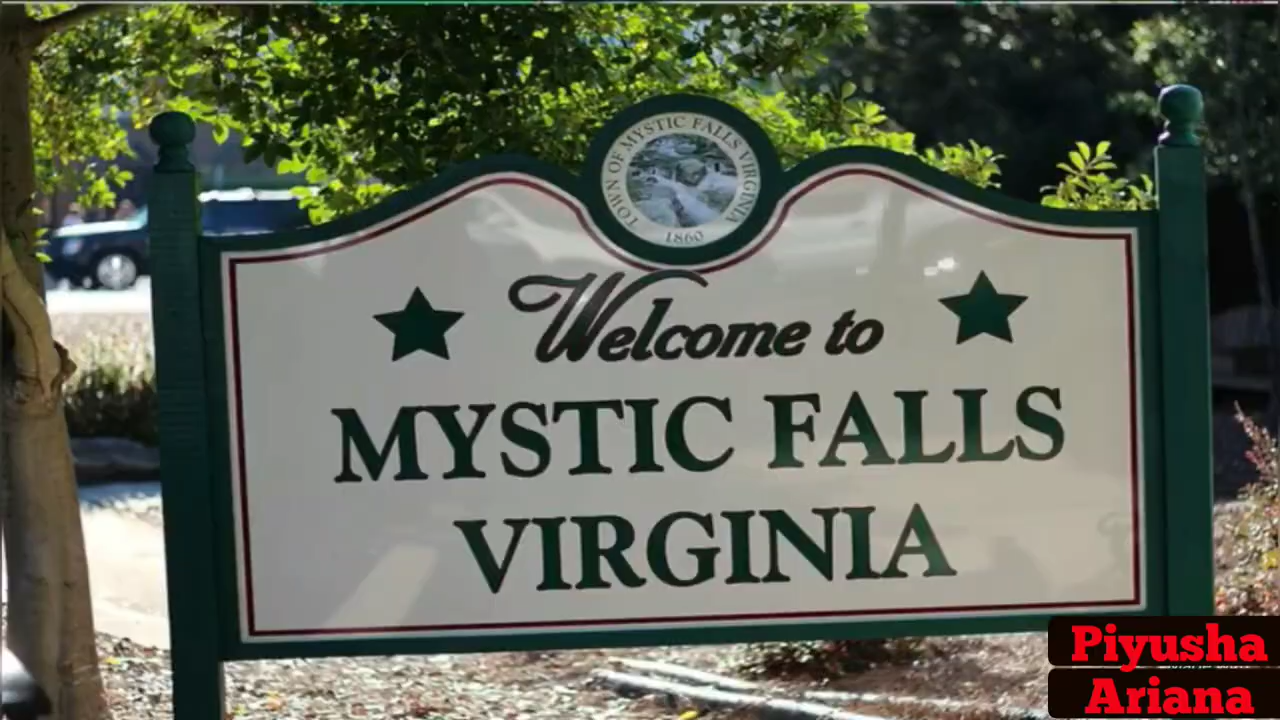 TOWN OF MYSTIC FALLS VIRGINIA
1860
Welcome to
MYSTIC FALLS
VIRGINIA
Piyusha
Ariana